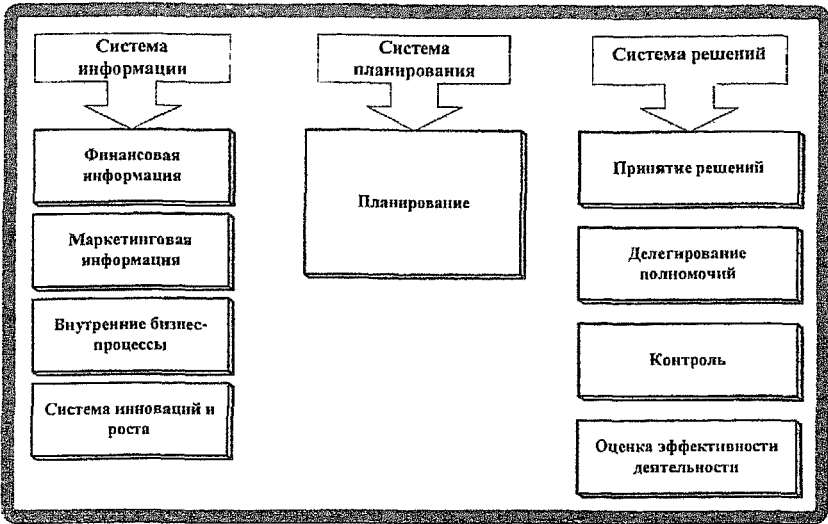 Система
информации
Финансовая
информация
Маркетинговая
информация
Внутренние бизнес-
процессы
Система инноваций и
роста
Система
планирования
Планирование
Система решений
Принятие решений
Делегирование
полномочий
Контроль
Оценка эффективности
деятельности